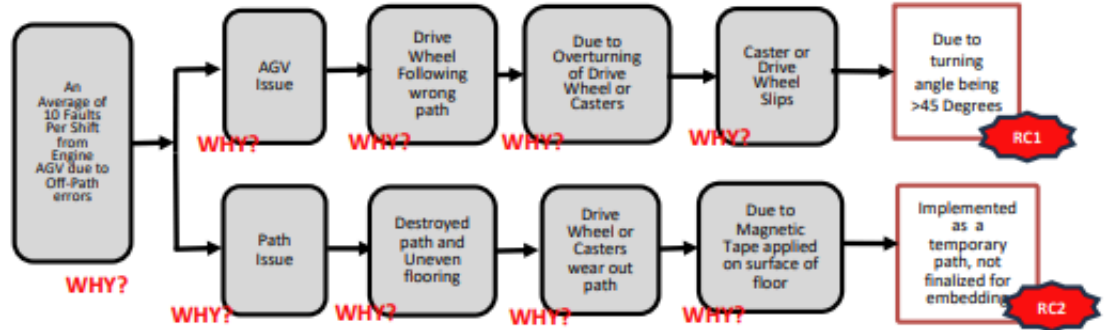 An
Average of
10 Faults
Per Shift
from
Engine
AGV due to
Off-Path
errors
WHY?
AGV
Issue
WHY?
Drive
Wheel
Following
wrong
path
WHY?
Due to
Overturning
of Drive
Wheel or
Casters
WHY?
Caster or
Drive
Wheel
Slips
WHY?
Due to
turning
angle being
>45 Degrees
RC1
Path
Issue
WHY?
Destroyed
path and
Uneven
flooring
WHY?
Drive
Wheel or
Casters
wear out
path
WHY?
Due to
Magnetic
Tape applied
on surface of
floor
WHY?
Implemented
as a
temporary
path, not
finalized for
embedding
RC2